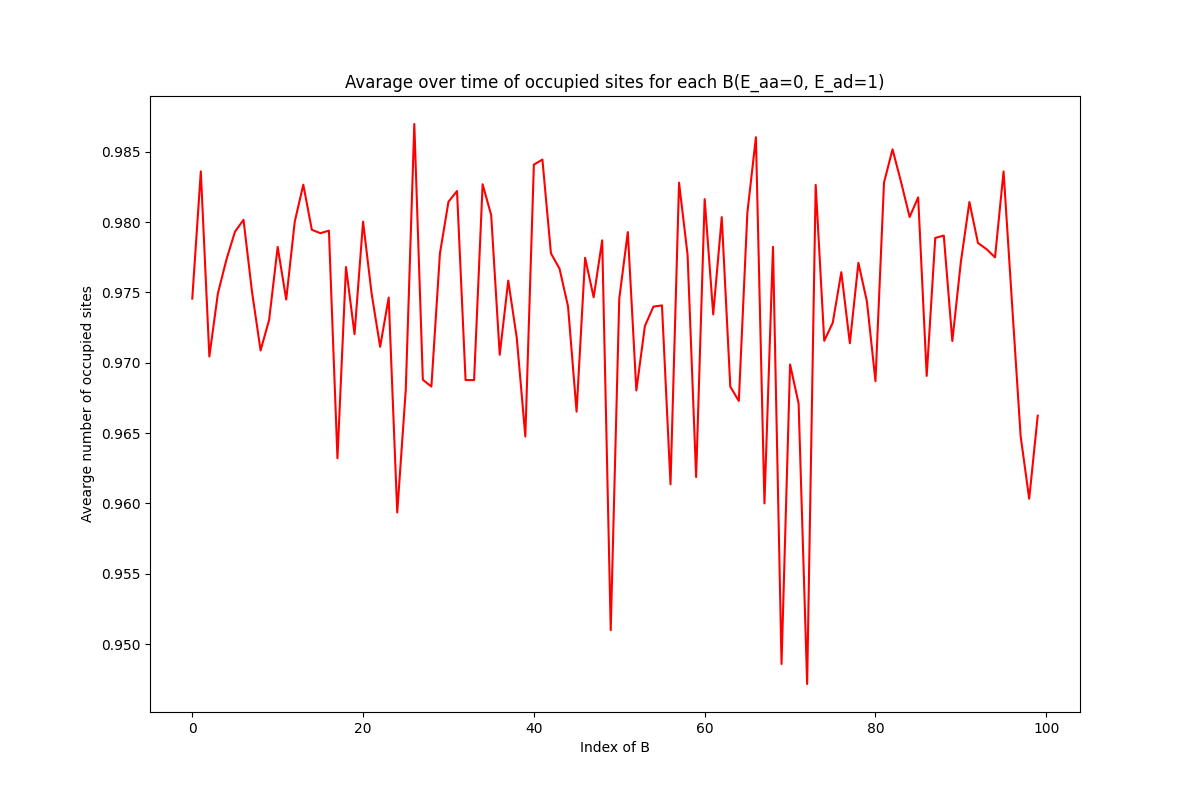 Avarage over time of occupied sites for each B(E_aa=0, E_ad=1)
0.985
0.980
0.975
0.970
0.965
0.960
0.955
0.950
Avearge number of occupied sites
0 20 40 60 80 100
Index of B